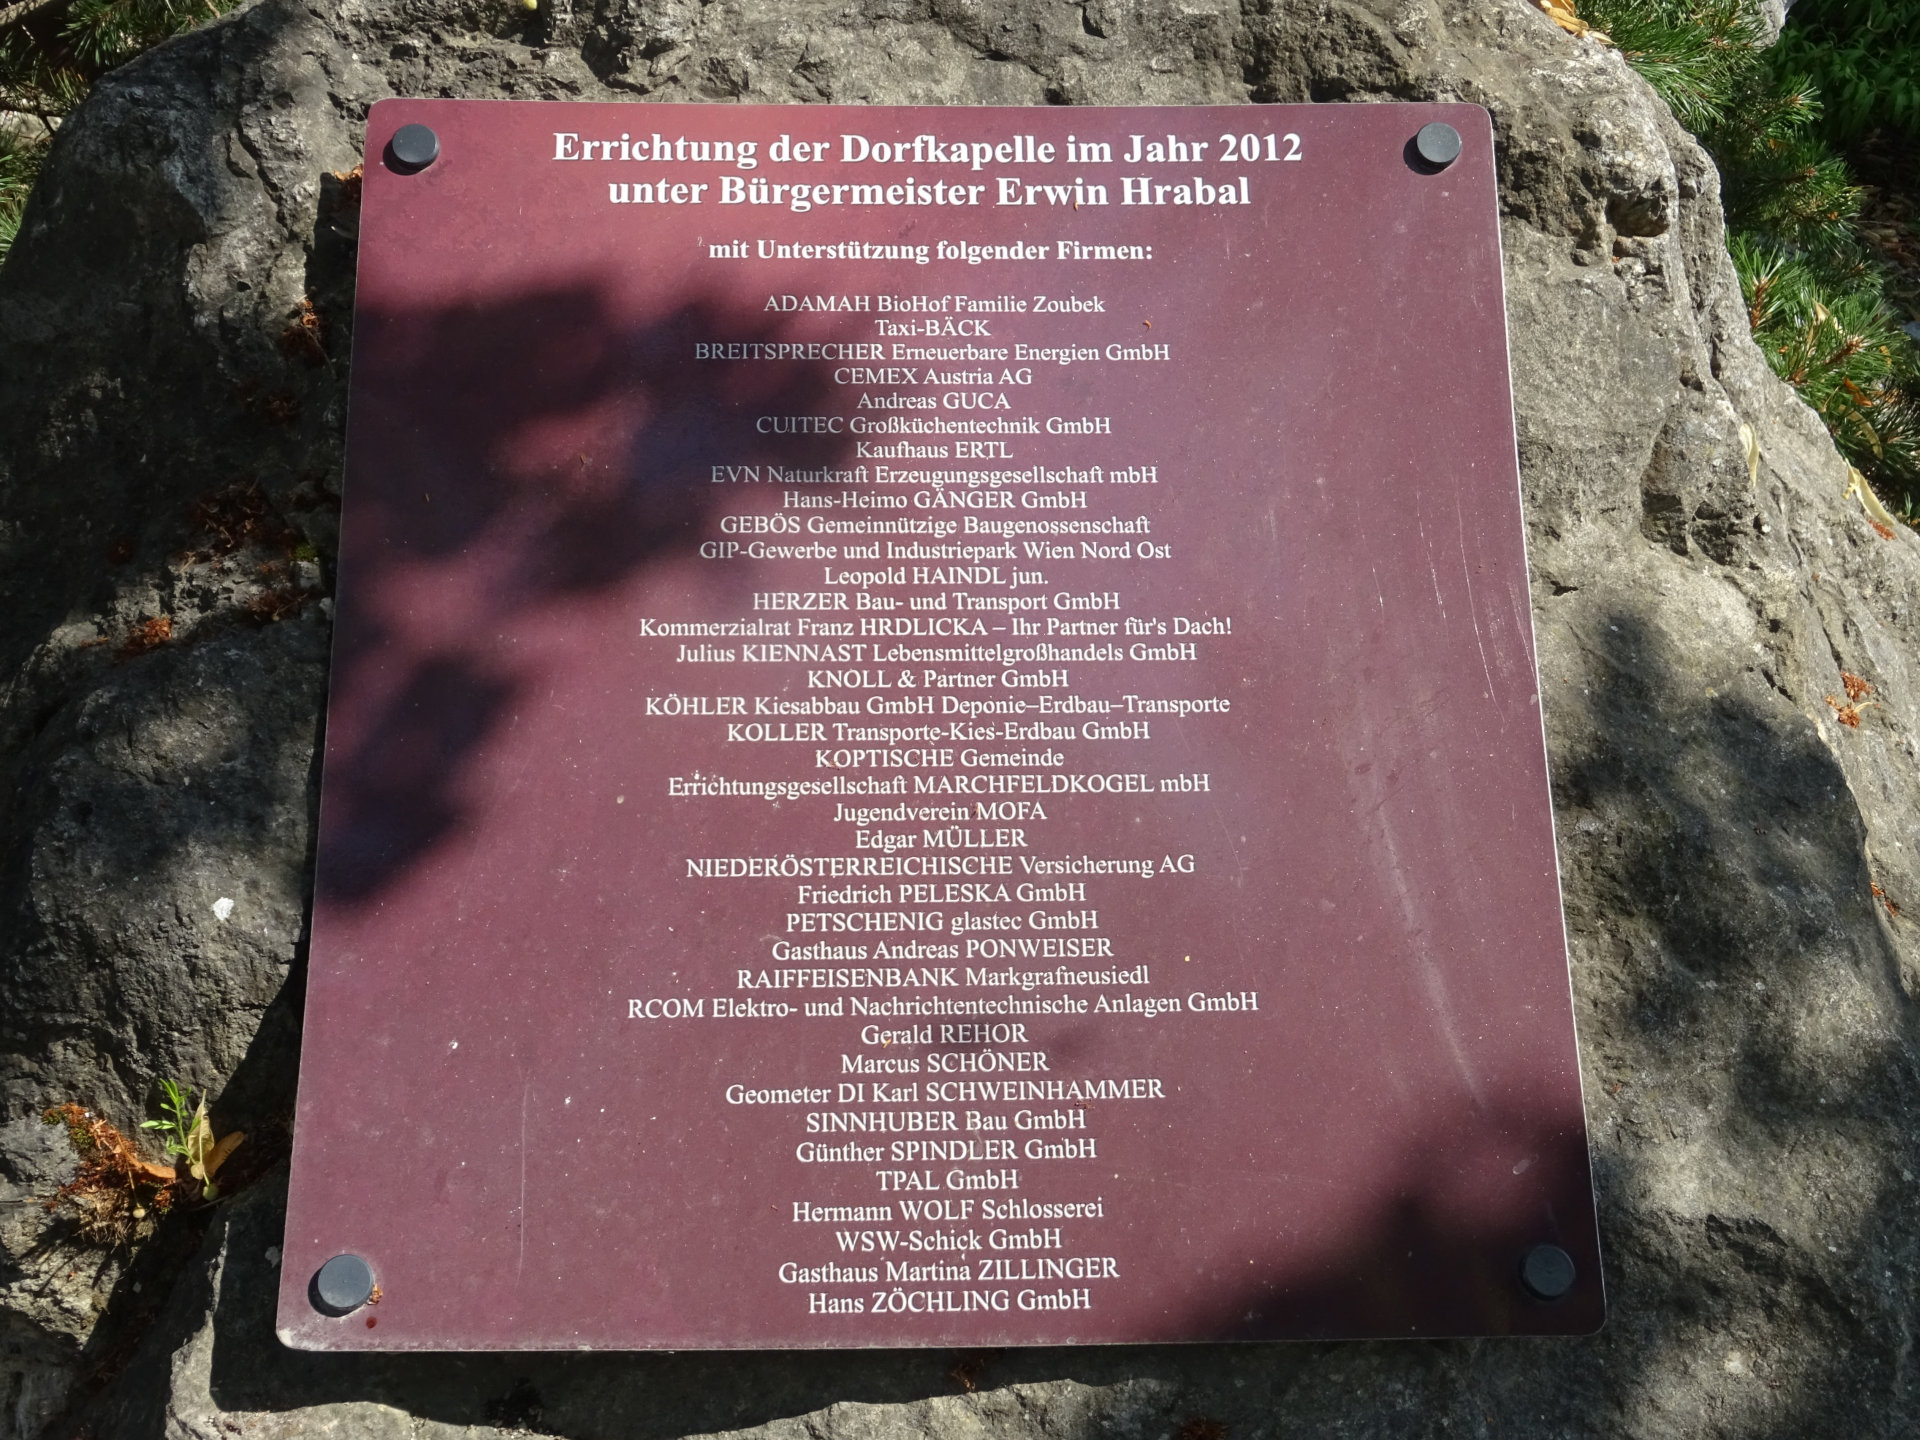 Errichtung der Dorfkapelle im Jahr 2012
unter Bürgermeister Erwin Hrabal
mit Unterstützung folgender Firmen:
ADAMAH BioHof Familie Zoubek
Taxi-BÄCK
BREITSPRECHER Erneuerbare Energien GmbH
CEMEX Austria AG
Andreas GUCA
CUITEC Großküchentechnik GmbH
Kaufhaus ERTL
EVN Naturkraft Erzeugungsgesellschaft mbH
Hans-Heimo GÄNGER GmbH
GEBÖS Gemeinnützige Baugenossenschaft
GIP-Gewerbe und Industriepark Wien Nord Ost
Leopold HAINDL jun.
HERZER Bau- und Transport GmbH
Kommerzialrat Franz HRDLICKA – Ihr Partner für's Dach!
Julius KIENNAST Lebensmittelgroßhandels GmbH
KNOLL & Partner GmbH
KÖHLER Kiesabbau GmbH Deponie–Erdbau–Transporte
KOLLER Transporte-Kies-Erdbau GmbH
KOPTISCHE Gemeinde
Errichtungsgesellschaft MARCHFELDKOGEL mbH
Jugendverein MOFA
Edgar MÜLLER
NIEDERÖSTERREICHISCHE Versicherung AG
Friedrich PELESKA GmbH
PETSCHENIG glastec GmbH
Gasthaus Andreas PONWEISER
RAIFFEISENBANK Markgrafneusiedl
RCOM Elektro- und Nachrichtentechnische Anlagen GmbH
Gerald REHOR
Marcus SCHÖNER
Geometer DI Karl SCHWEINHAMMER
SINNHUBER Bau GmbH
Günther SPINDLER GmbH
TPAL GmbH
Hermann WOLF Schlosserei
WSW-Schick GmbH
Gasthaus Martina ZILLINGER
Hans ZÖCHLING GmbH